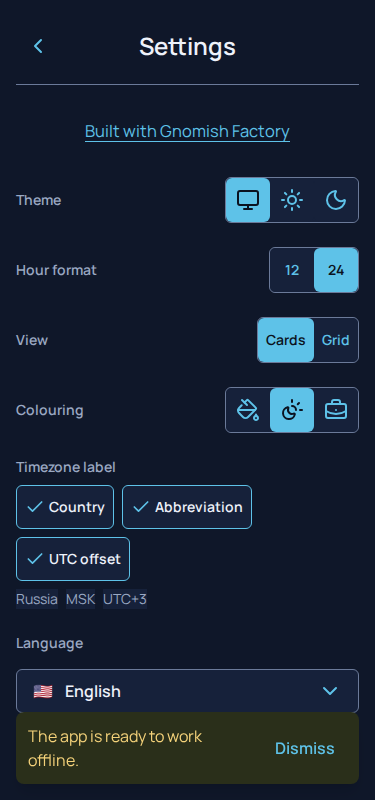 Settings
Built with Gnomish Factory
Theme
Hour format
12 24
View
Cards Grid
Colouring
Timezone label
Country Abbreviation
UTC offset
Russia MSK UTC+3
Language
English
The app is ready to work
offline.
Dismiss